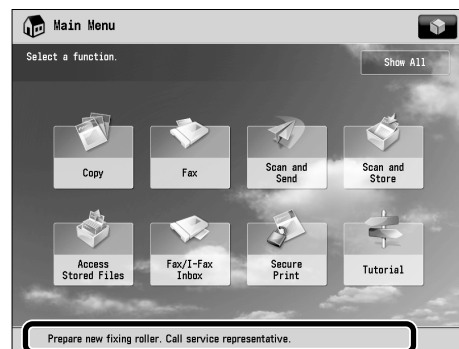 Main Menu
Select a function.
Show All
Copy
Fax
Scan and
Send
Scan and
Store
Access
Stored Files
Fax/I-Fax
Inbox
Secure
Print
Tutorial
Prepare new fixing roller. Call service representative.